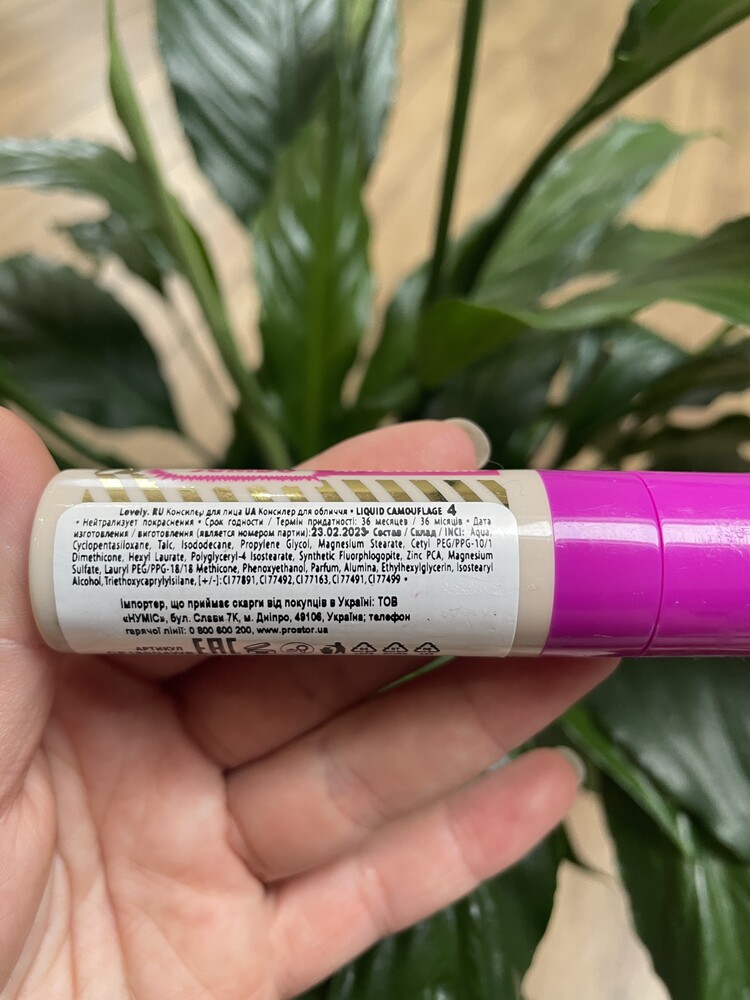 Lovely. RU Консилер для лица UA Консилер для обличчя • LIQUID CAMOUFLAGE 4
• Нейтрализует покраснения • Срок годности / Термін придатності: 36 месяцев / 36 місяців • Дата
изготовления / виготовлення (является номером партии):23.02.2023• Состав / Склад / INCI: Aqua,
Cyclopentasiloxane, Talc, Isododecane, Propylene Glycol, Magnesium Stearate, Cetyl PEG/PPG-10/1
Dimethicone, Hexyl Laurate, Polyglyceryl-4 Isostearate, Synthetic Fluorphlogopite, Zinc PCA, Magnesium
Sulfate, Lauryl PEG/PPG-18/18 Methicone, Phenoxyethanol, Parfum, Alumina, Ethylhexylglycerin, Isostearyl
Alcohol,Triethoxycaprylylsilane, [+/-]: CI77891, CI77492, CI77163, CI77491, CI77499 •
Імпортер, що приймає скарги від покупців в Україні: ТОВ
«НУМІС», бул. Слави 7К, м. Дніпро, 49106, Україна; телефон
гарячої лінії: 0 800 600 200, www.prostor.ua
АРТИКУЛ
EAC